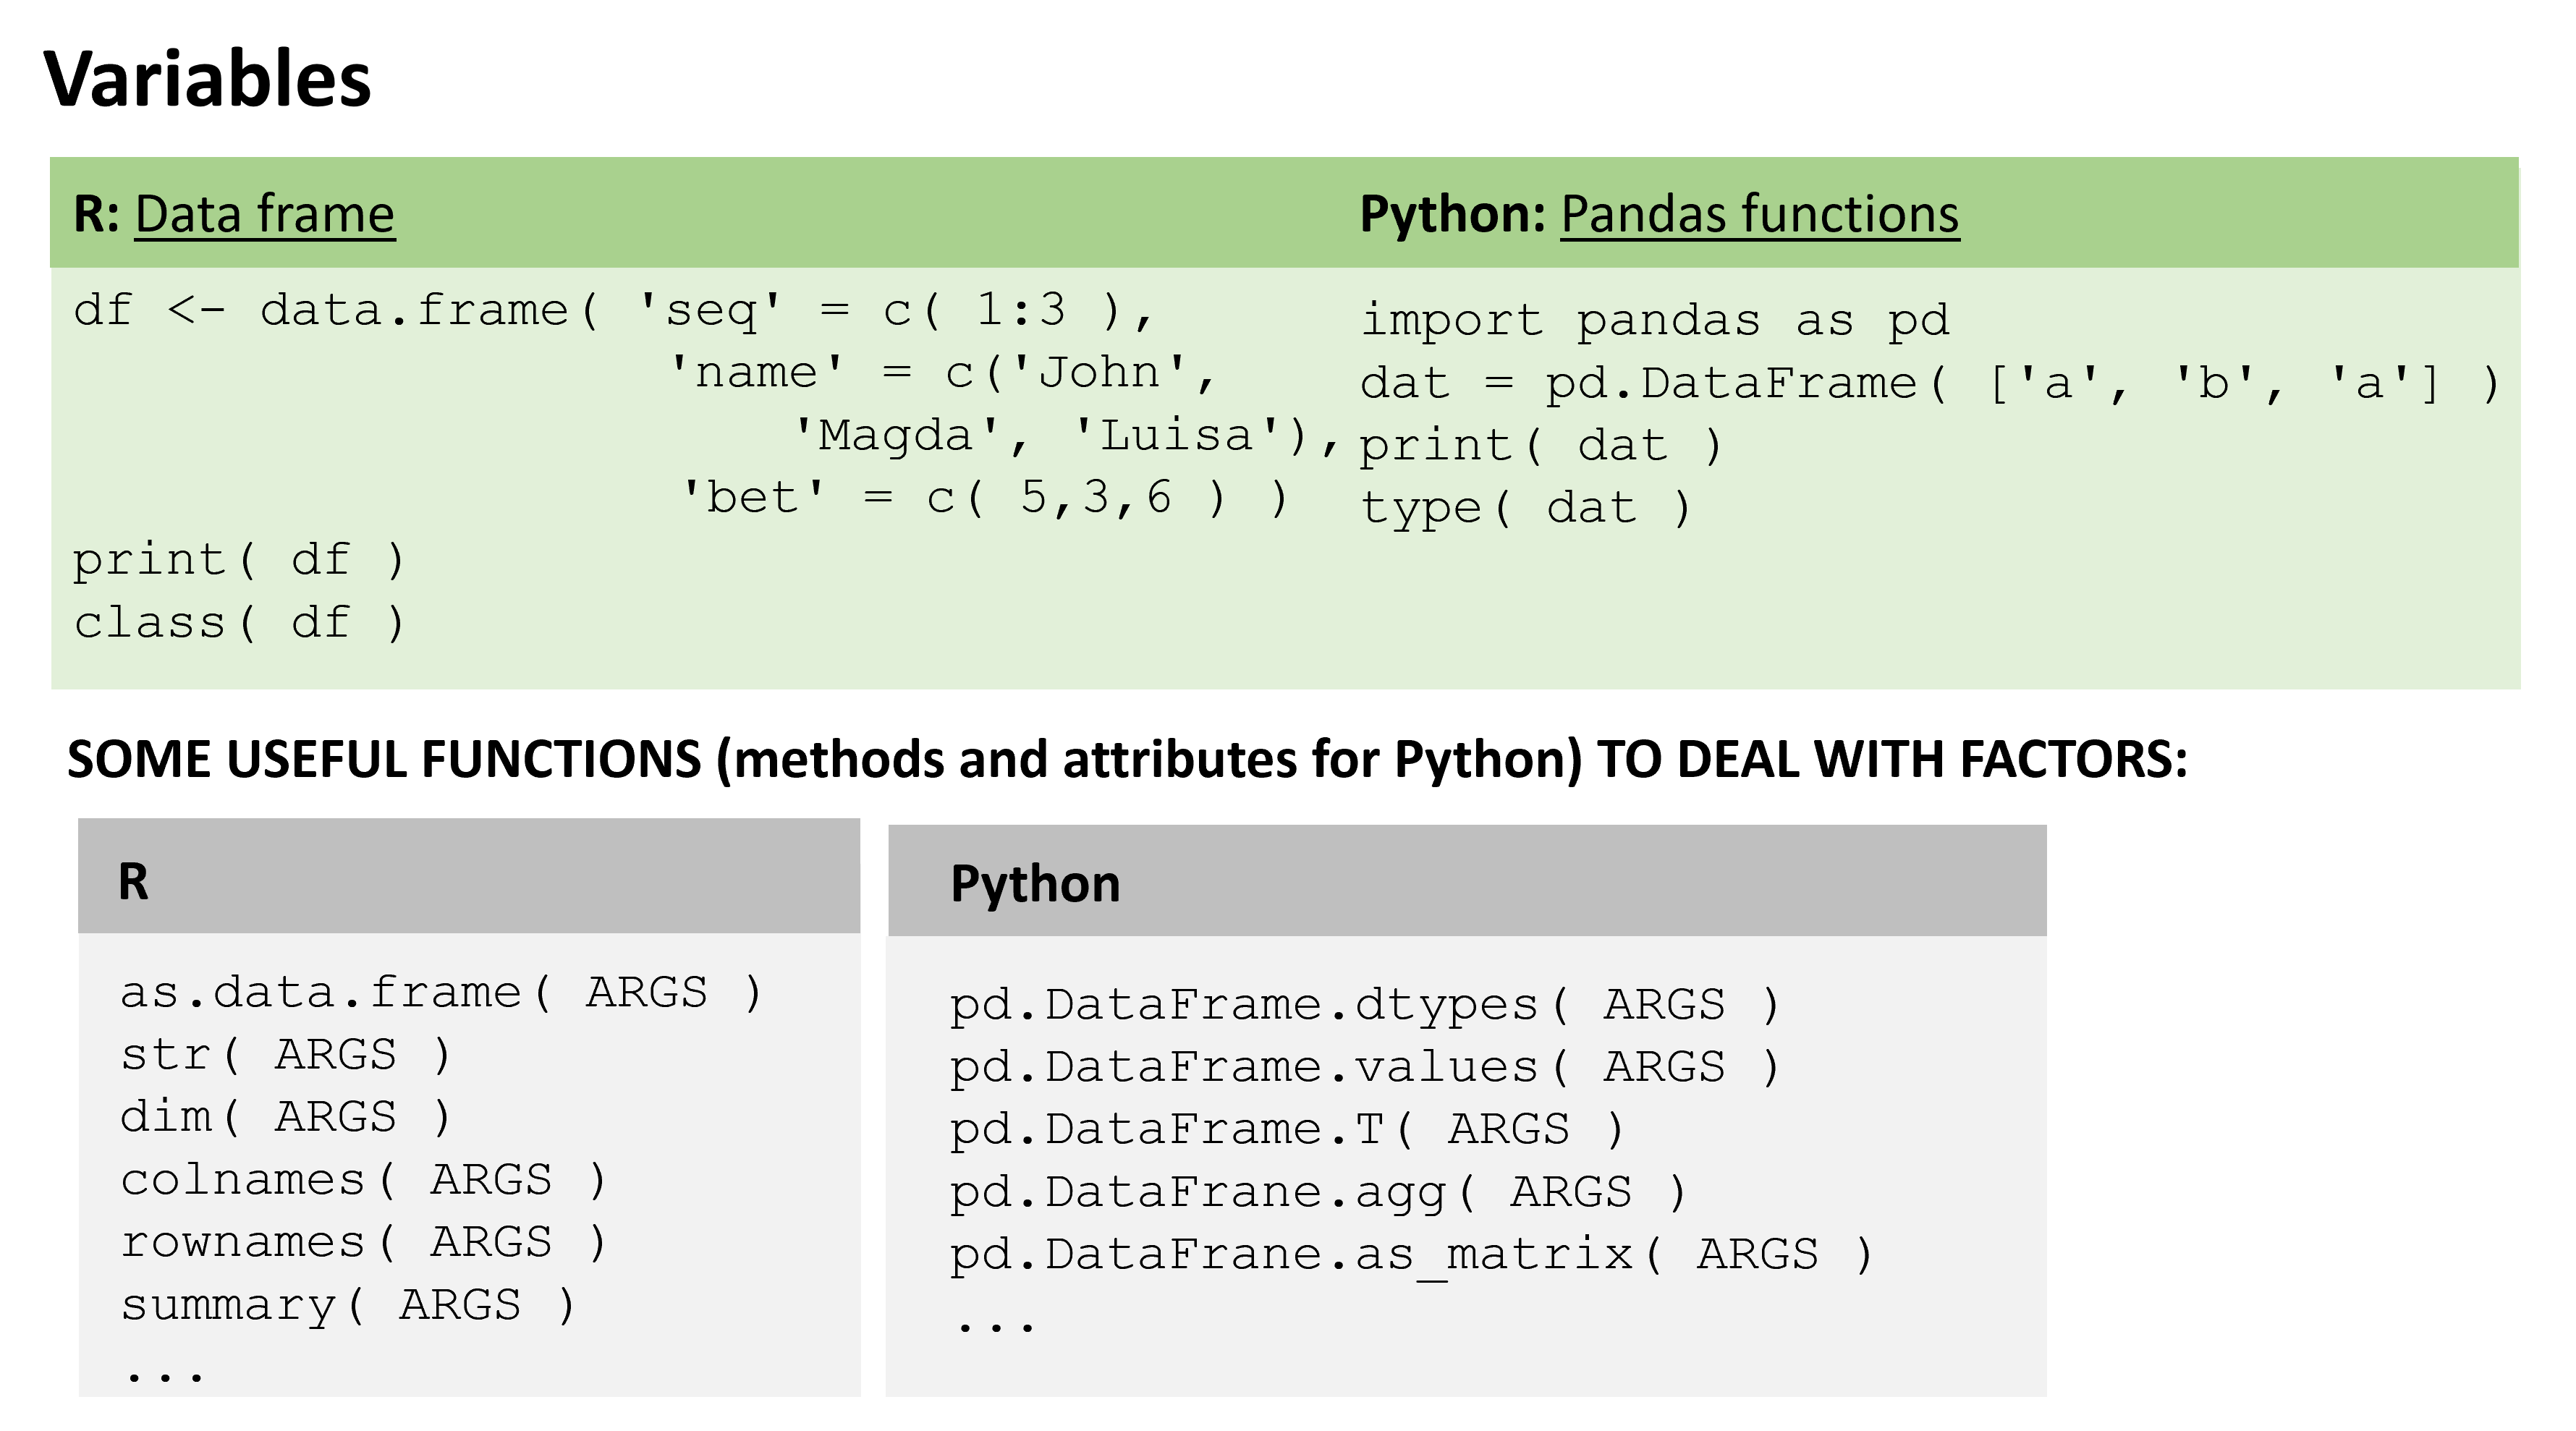 Variables
R: Data frame
df <- data.frame( 'seq' = c( 1:3 ),
'name' = c('John',
'Magda', 'Luisa'),
'bet' = c( 5,3,6 ) )
print( df )
class( df )
Python: Pandas functions
import pandas as pd
dat = pd.DataFrame( ['a', 'b', 'a'] )
print( dat )
type( dat )
SOME USEFUL FUNCTIONS (methods and attributes for Python) TO DEAL WITH FACTORS:
R
as.data.frame( ARGS )
str( ARGS )
dim( ARGS )
colnames( ARGS )
rownames( ARGS )
summary( ARGS )
...
Python
pd.DataFrame.dtypes( ARGS )
pd.DataFrame.values( ARGS )
pd.DataFrame.T( ARGS )
pd.DataFrane.agg( ARGS )
pd.DataFrane.as_matrix( ARGS )
...